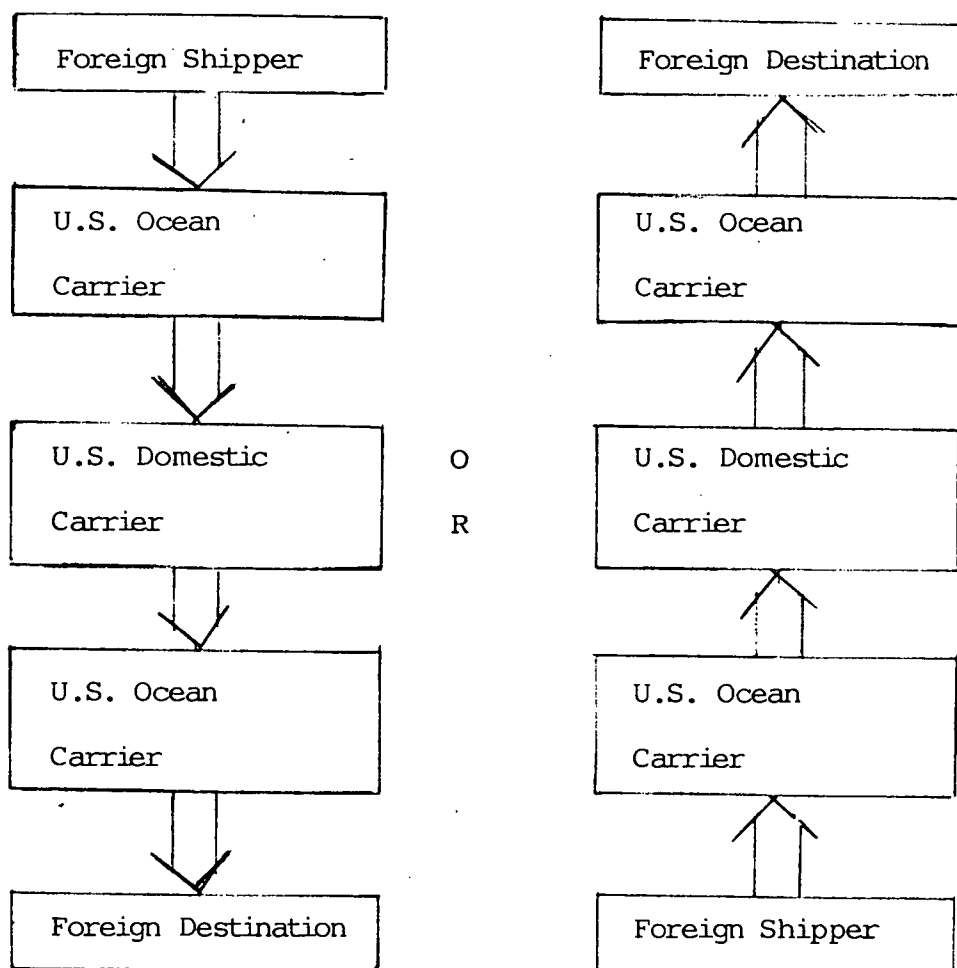 Foreign Shipper
U.S. Ocean
Carrier
U.S. Domestic
Carrier
U.S. Ocean
Carrier
Foreign Destination
O
R
Foreign Destination
U.S. Ocean
Carrier
U.S. Domestic
Carrier
U.S. Ocean
Carrier
Foreign Shipper